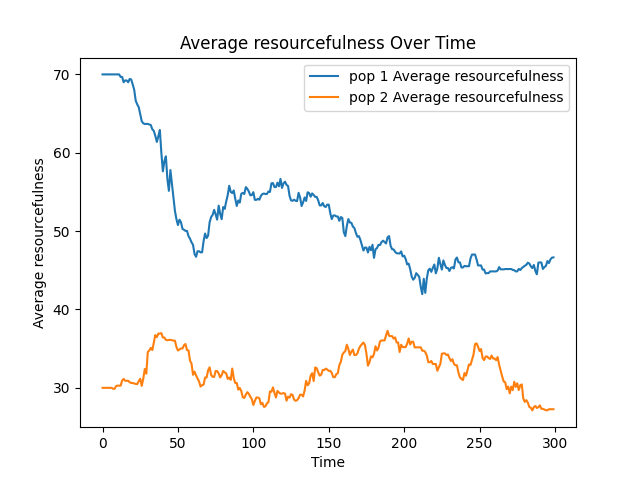 Average resourcefulness Over Time
pop 1 Average resourcefulness
pop 2 Average resourcefulness
70
60
50
40
30
Average resourcefulness
0 50 100 150 200 250 300
Time